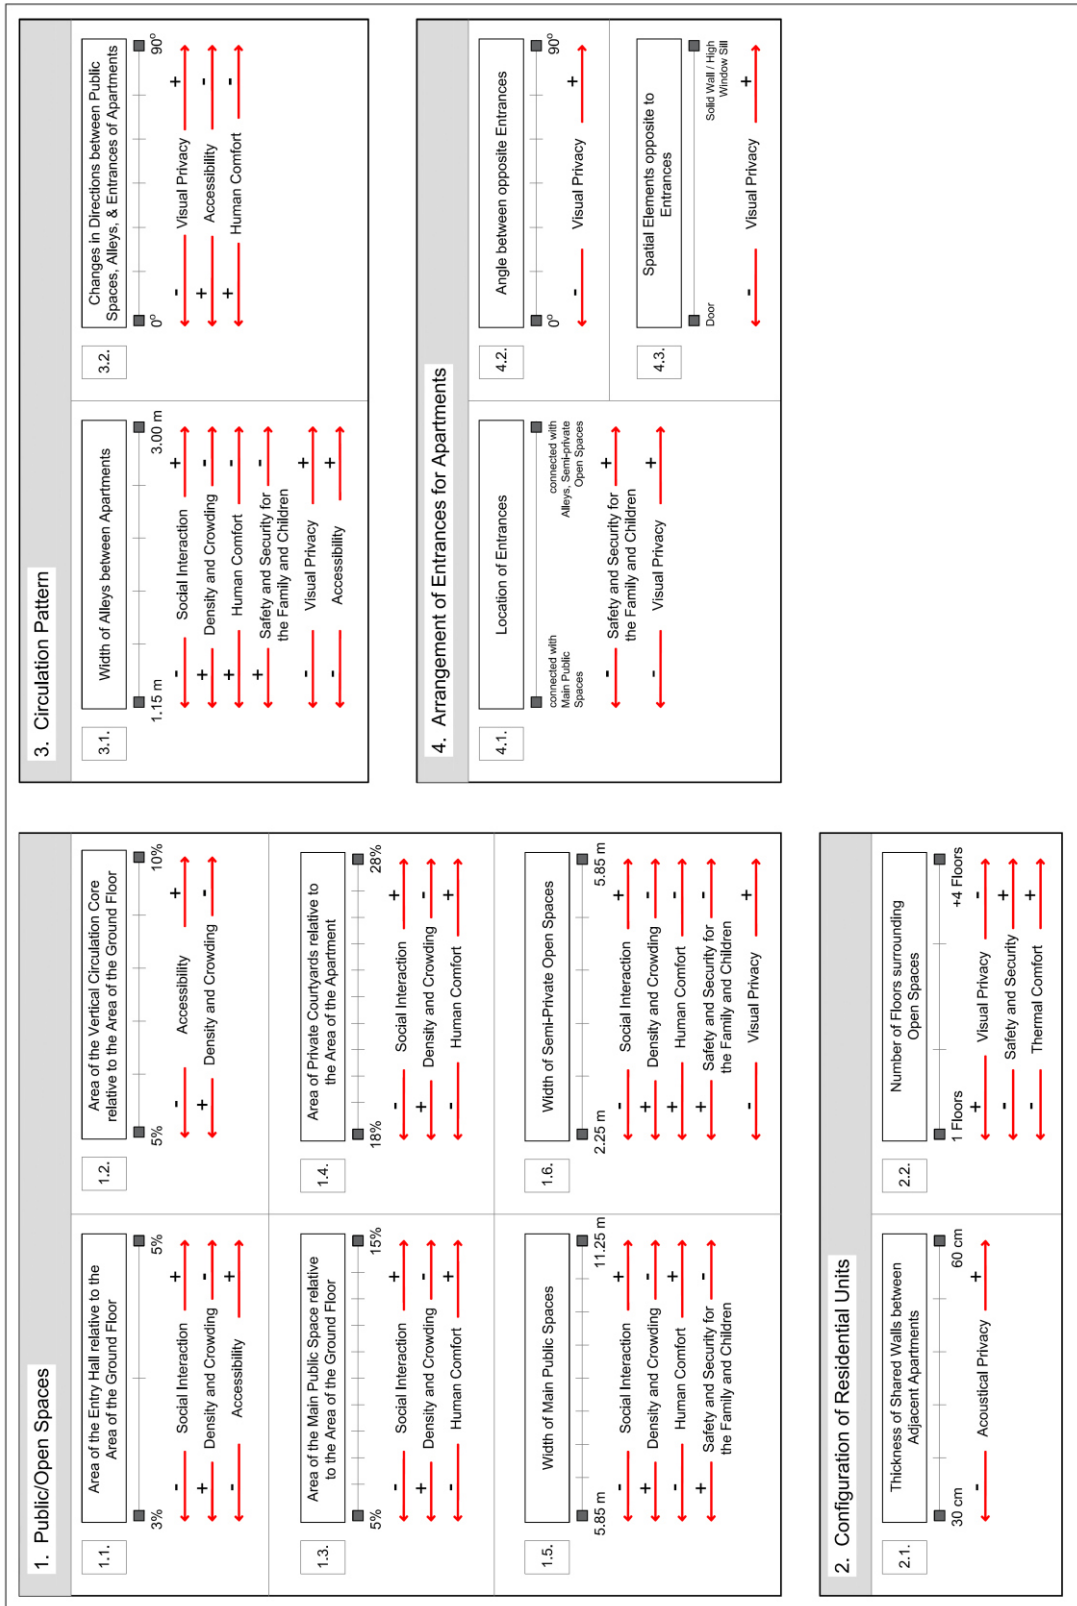 1. Public/Open Spaces
1.1.
Area of the Entry Hall relative to the
Area of the Ground Floor
3%
5%
- Social Interaction +
+ Density and Crowding -
- Accessibility +
1.2.
Area of the Vertical Circulation Core
relative to the Area of the Ground Floor
5%
10%
- Accessibility +
+ Density and Crowding -
1.3.
Area of the Main Public Space relative
to the Area of the Ground Floor
5%
15%
- Social Interaction +
+ Density and Crowding -
- Human Comfort +
1.4.
Area of Private Courtyards relative to
the Area of the Apartment
18%
28%
- Social Interaction +
+ Density and Crowding -
- Human Comfort +
1.5.
Width of Main Public Spaces
5.85 m
11.25 m
- Social Interaction +
+ Density and Crowding -
- Human Comfort +
+ Safety and Security for -
the Family and Children
1.6.
Width of Semi-Private Open Spaces
2.25 m
5.85 m
- Social Interaction +
+ Density and Crowding -
+ Human Comfort -
+ Safety and Security for -
the Family and Children
- Visual Privacy +
2. Configuration of Residential Units
2.1.
Thickness of Shared Walls between
Adjacent Apartments
30 cm
60 cm
- Acoustical Privacy +
2.2.
Number of Floors surrounding
Open Spaces
1 Floors
+4 Floors
+ Visual Privacy -
- Safety and Security +
- Thermal Comfort +
3. Circulation Pattern
3.1.
Width of Alleys between Apartments
1.15 m
3.00 m
- Social Interaction +
+ Density and Crowding -
+ Human Comfort -
+ Safety and Security for -
the Family and Children
- Visual Privacy +
- Accessibility +
3.2.
Changes in Directions between Public
Spaces, Alleys, & Entrances of Apartments
0º
90º
- Visual Privacy +
+ Accessibility -
+ Human Comfort -
4. Arrangement of Entrances for Apartments
4.1.
Location of Entrances
connected with
Main Public
Spaces
connected with
Alleys, Semi-private
Open Spaces
- Safety and Security for +
the Family and Children
- Visual Privacy +
4.2.
Angle between opposite Entrances
0º
90º
- Visual Privacy +
4.3.
Spatial Elements opposite to
Entrances
Door
Solid Wall / High
Window Sill
- Visual Privacy +